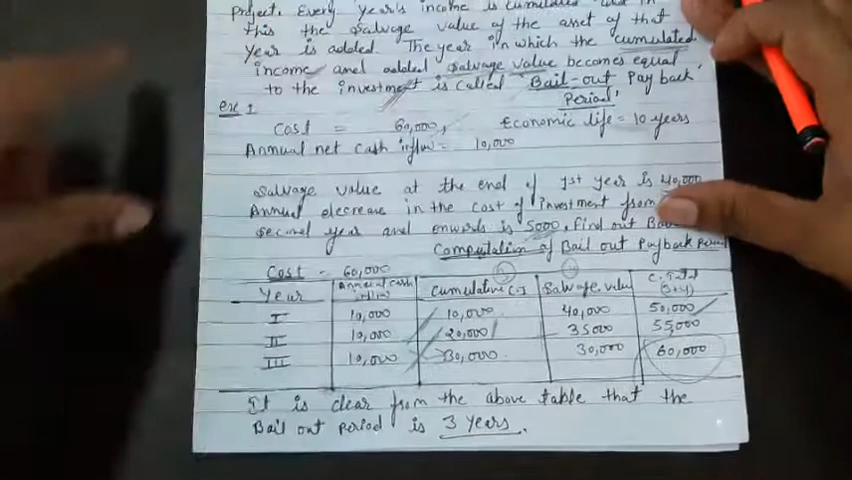 Project. Every year's income is cumulated and in
this the salvage value of the asset of that
year is added. The year in which the cumulated
income and added salvage value becomes equal
to the investment is called 'Bail-out Pay back
Period'
ex 1
Cost = 60,000, Economic life = 10 years
Annual net cash inflow = 10,000
Salvage value at the end of 1st year is 40,000
Annual decrease in the cost of investment from
second year and onwards is 5000. Find out
Computation of Bail out Payback Period
Cost = 60,000
Year Annual cash inflow Cumulative C.I Salvage value C. Total (3+4)
I 10,000 10,000 40,000 50,000
II 10,000 20,000 35000 55,000
III 10,000 30,000 30,000 60,000
It is clear from the above table that the
Bail out period is 3 years.